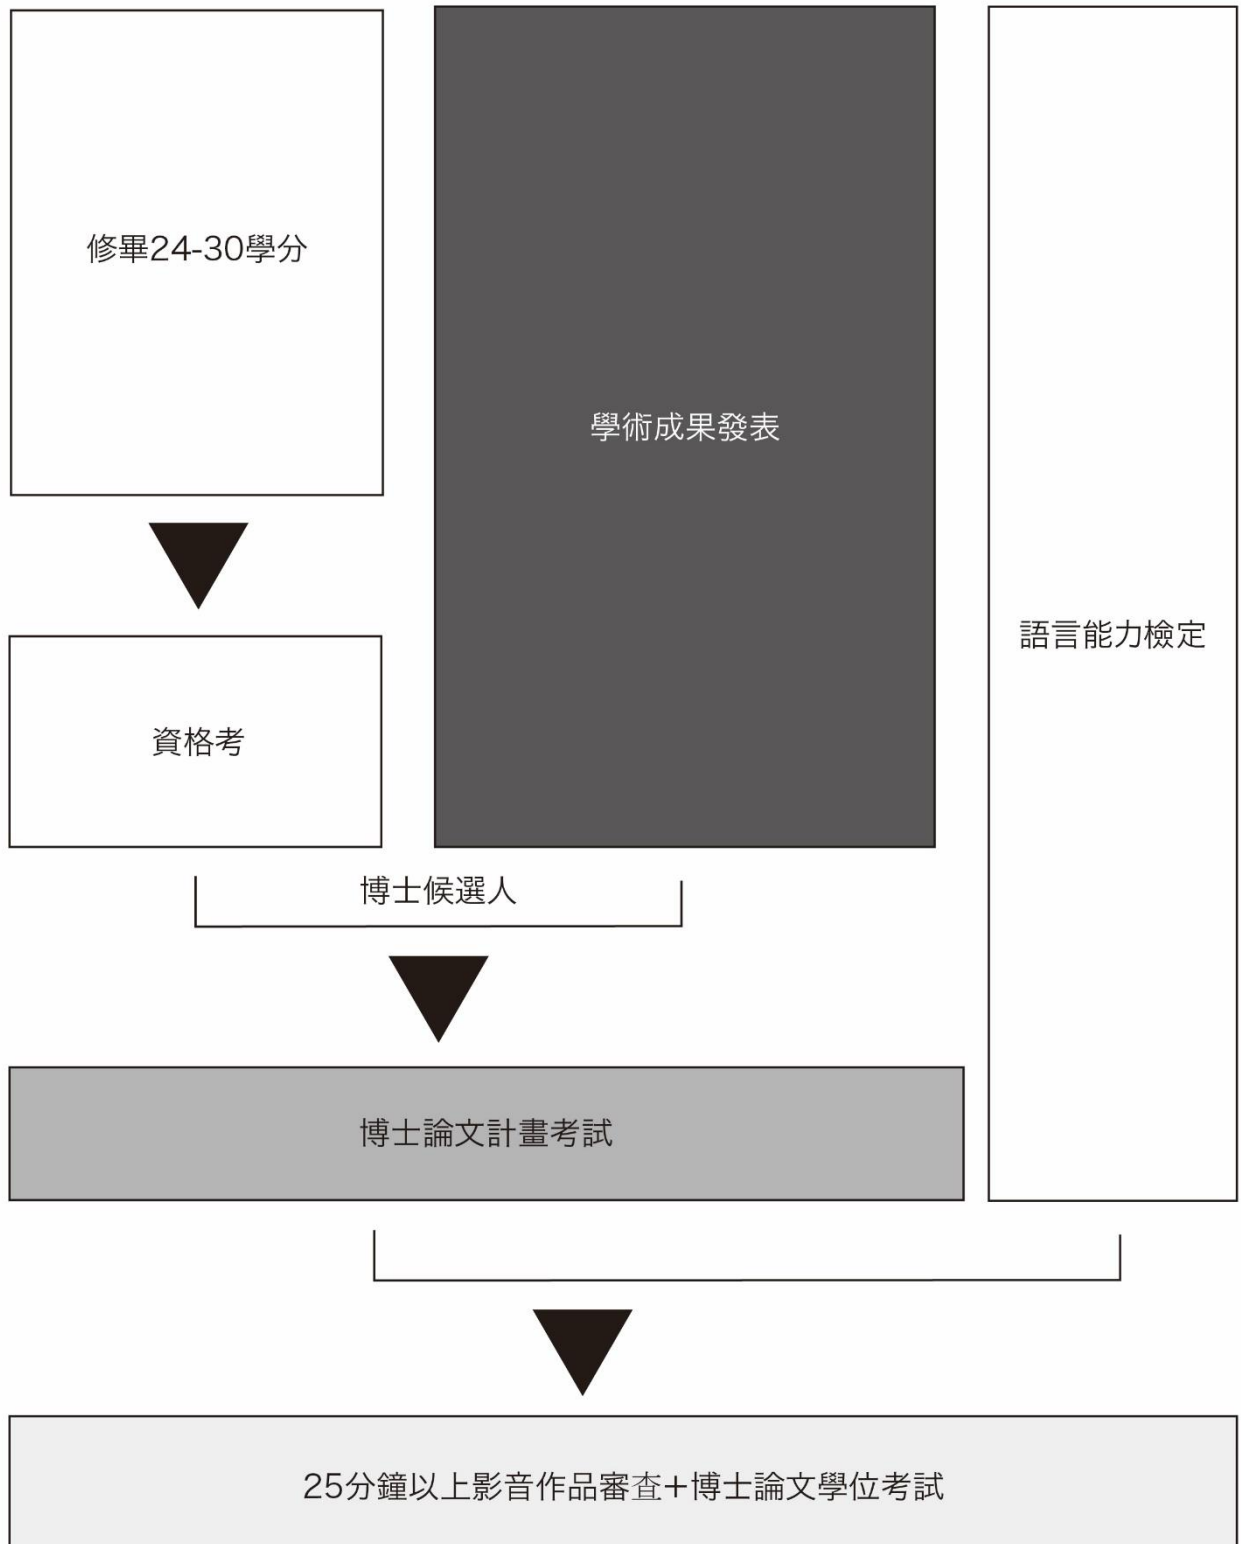 修畢24-30學分
學術成果發表
語言能力檢定
資格考
博士候選人
博士論文計畫考試
25分鐘以上影音作品審查+博士論文學位考試